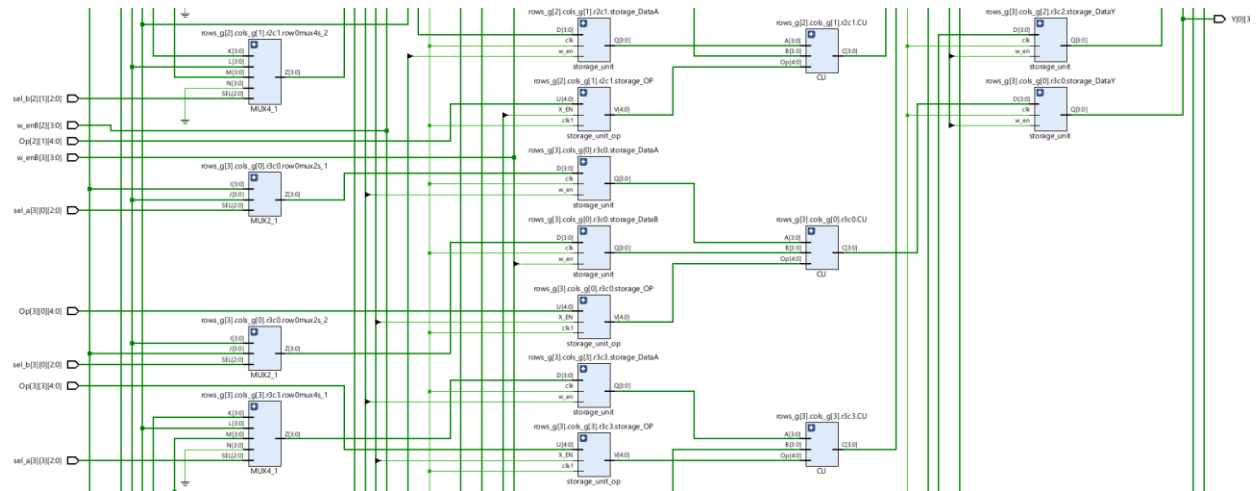 rows_g[2].cols_g[1].r2c1.row0mux4s_2
K[3:0]
L[3:0]
M[3:0]
N[3:0]
SEL[2:0]
Z[3:0]
MUX4_1
sel_b[2][1][2:0]
w_enB[2][3:0]
Op[2][1][4:0]
w_enB[3][3:0]
rows_g[3].cols_g[0].r3c0.row0mux2s_1
I[3:0]
J[3:0]
SEL[2:0]
Z[3:0]
MUX2_1
sel_a[3][0][2:0]
Op[3][0][4:0]
rows_g[3].cols_g[0].r3c0.row0mux2s_2
I[3:0]
J[3:0]
SEL[2:0]
Z[3:0]
MUX2_1
sel_b[3][0][2:0]
Op[3][3][4:0]
rows_g[3].cols_g[3].r3c3.row0mux4s_1
K[3:0]
L[3:0]
M[3:0]
N[3:0]
SEL[2:0]
Z[3:0]
MUX4_1
sel_a[3][3][2:0]
rows_g[2].cols_g[1].r2c1.storage_DataA
D[3:0]
clk
w_en
Q[3:0]
storage_unit
rows_g[2].cols_g[1].r2c1.storage_OP
U[4:0]
X_EN
clk1
V[4:0]
storage_unit_op
rows_g[3].cols_g[0].r3c0.storage_DataA
D[3:0]
clk
w_en
Q[3:0]
storage_unit
rows_g[3].cols_g[0].r3c0.storage_DataB
D[3:0]
clk
w_en
Q[3:0]
storage_unit
rows_g[3].cols_g[0].r3c0.storage_OP
U[4:0]
X_EN
clk1
V[4:0]
storage_unit_op
rows_g[3].cols_g[3].r3c3.storage_DataA
D[3:0]
clk
w_en
Q[3:0]
storage_unit
rows_g[3].cols_g[3].r3c3.storage_OP
U[4:0]
X_EN
clk1
V[4:0]
storage_unit_op
rows_g[2].cols_g[1].r2c1.CU
A[3:0]
B[3:0]
Op[4:0]
C[3:0]
CU
rows_g[3].cols_g[0].r3c0.CU
A[3:0]
B[3:0]
Op[4:0]
C[3:0]
CU
rows_g[3].cols_g[3].r3c3.CU
A[3:0]
B[3:0]
Op[4:0]
C[3:0]
CU
rows_g[3].cols_g[2].r3c2.storage_DataY
D[3:0]
clk
w_en
Q[3:0]
storage_unit
rows_g[3].cols_g[0].r3c0.storage_DataY
D[3:0]
clk
w_en
Q[3:0]
storage_unit